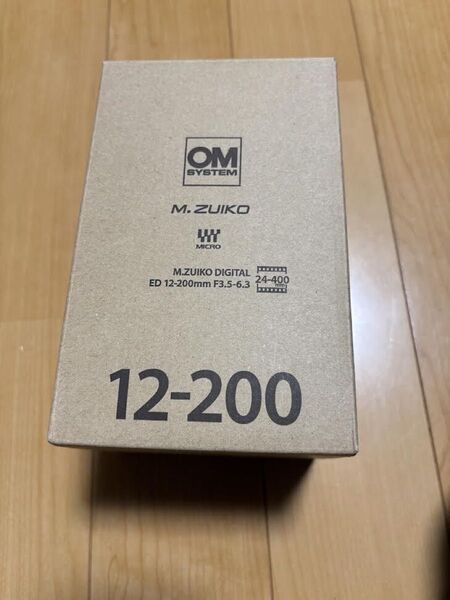 OM
SYSTEM
M.ZUIKO
MICRO
M.ZUIKO DIGITAL
ED 12-200mm F3.5-6.3
24-400
12-200